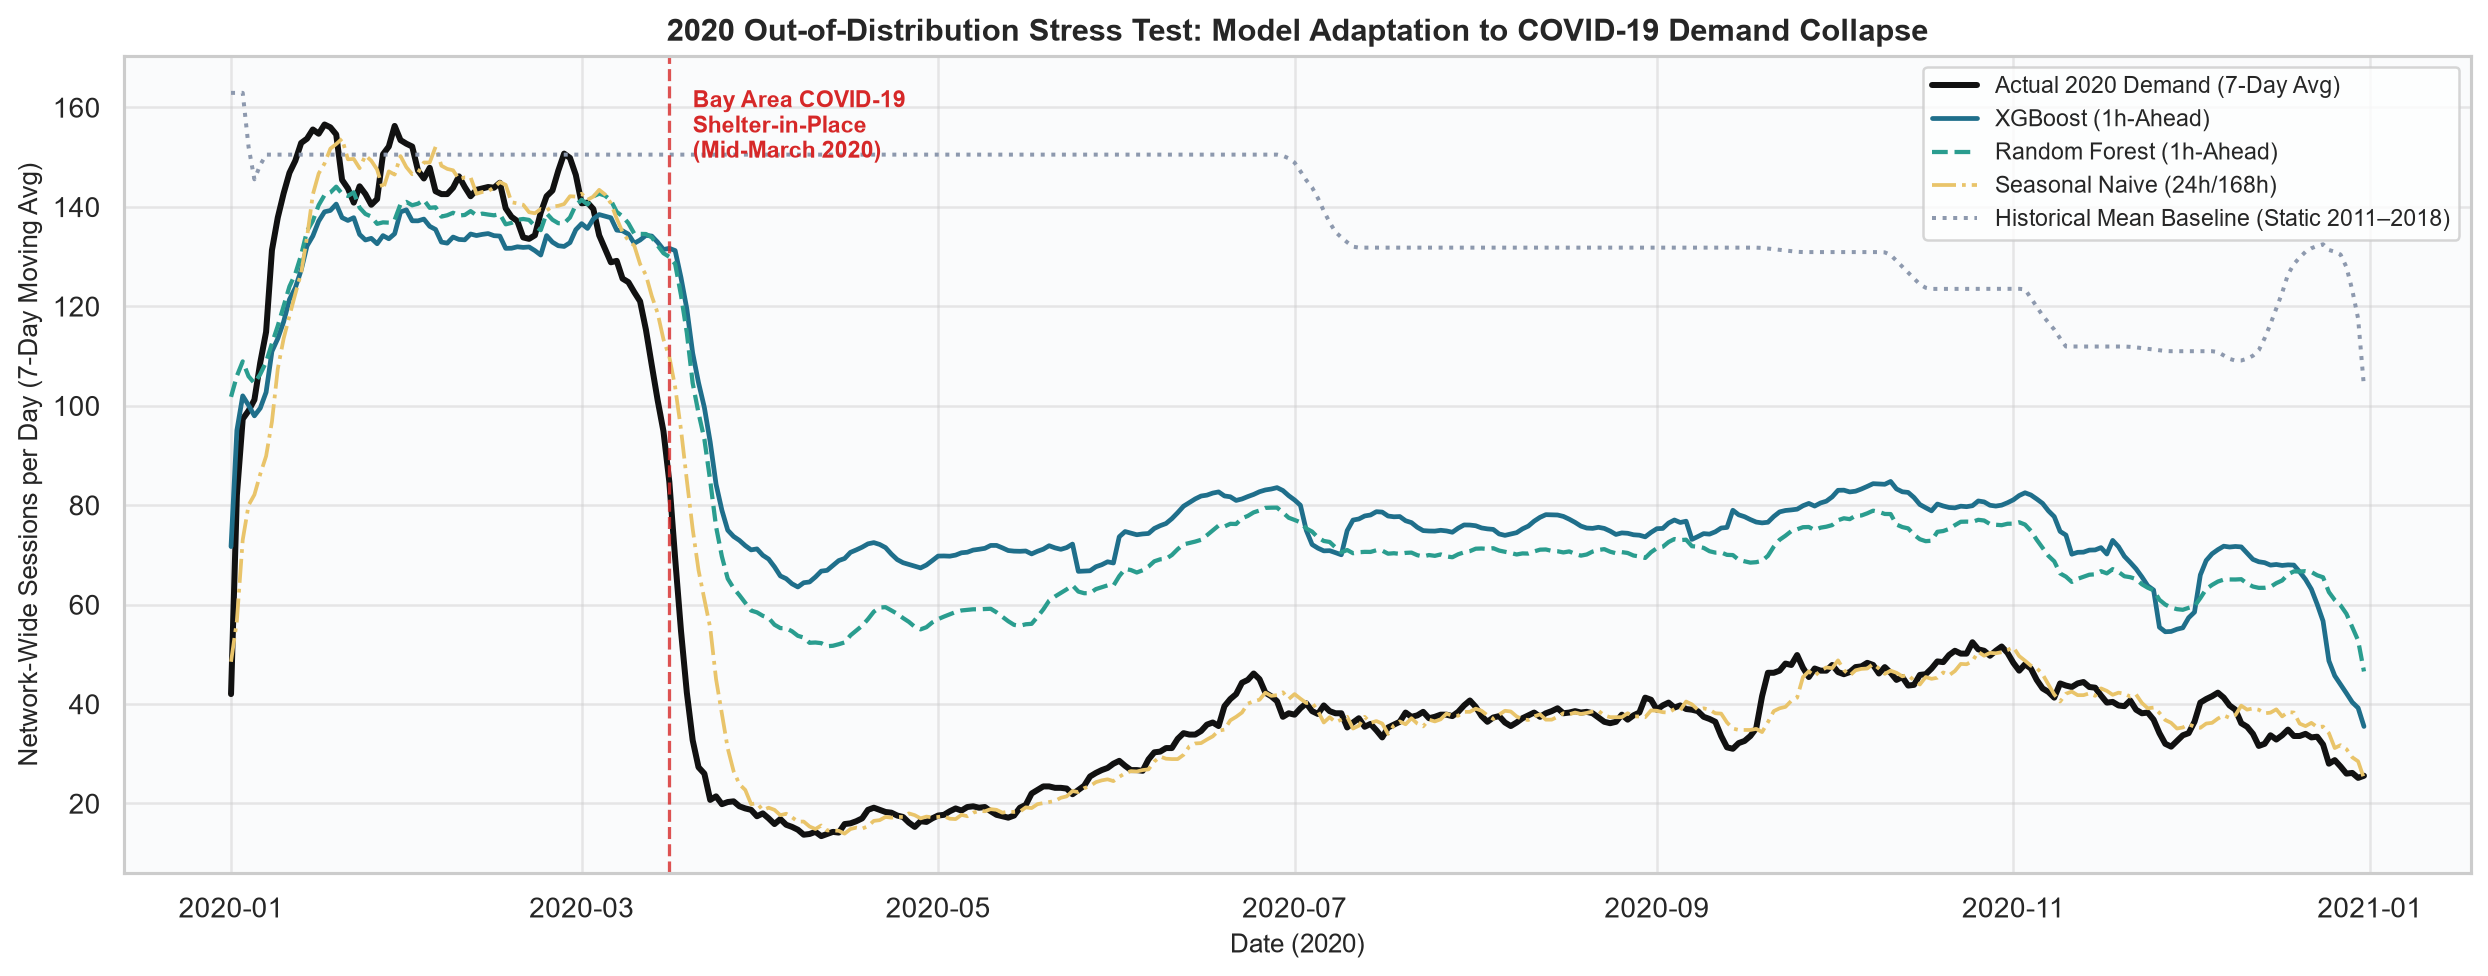 2020 Out-of-Distribution Stress Test: Model Adaptation to COVID-19 Demand Collapse
Network-Wide Sessions per Day (7-Day Moving Avg)
160
140
120
100
80
60
40
20
Bay Area COVID-19
Shelter-in-Place
(Mid-March 2020)
Actual 2020 Demand (7-Day Avg)
XGBoost (1h-Ahead)
Random Forest (1h-Ahead)
Seasonal Naive (24h/168h)
Historical Mean Baseline (Static 2011–2018)
2020-01
2020-03
2020-05
2020-07
2020-09
2020-11
2021-01
Date (2020)